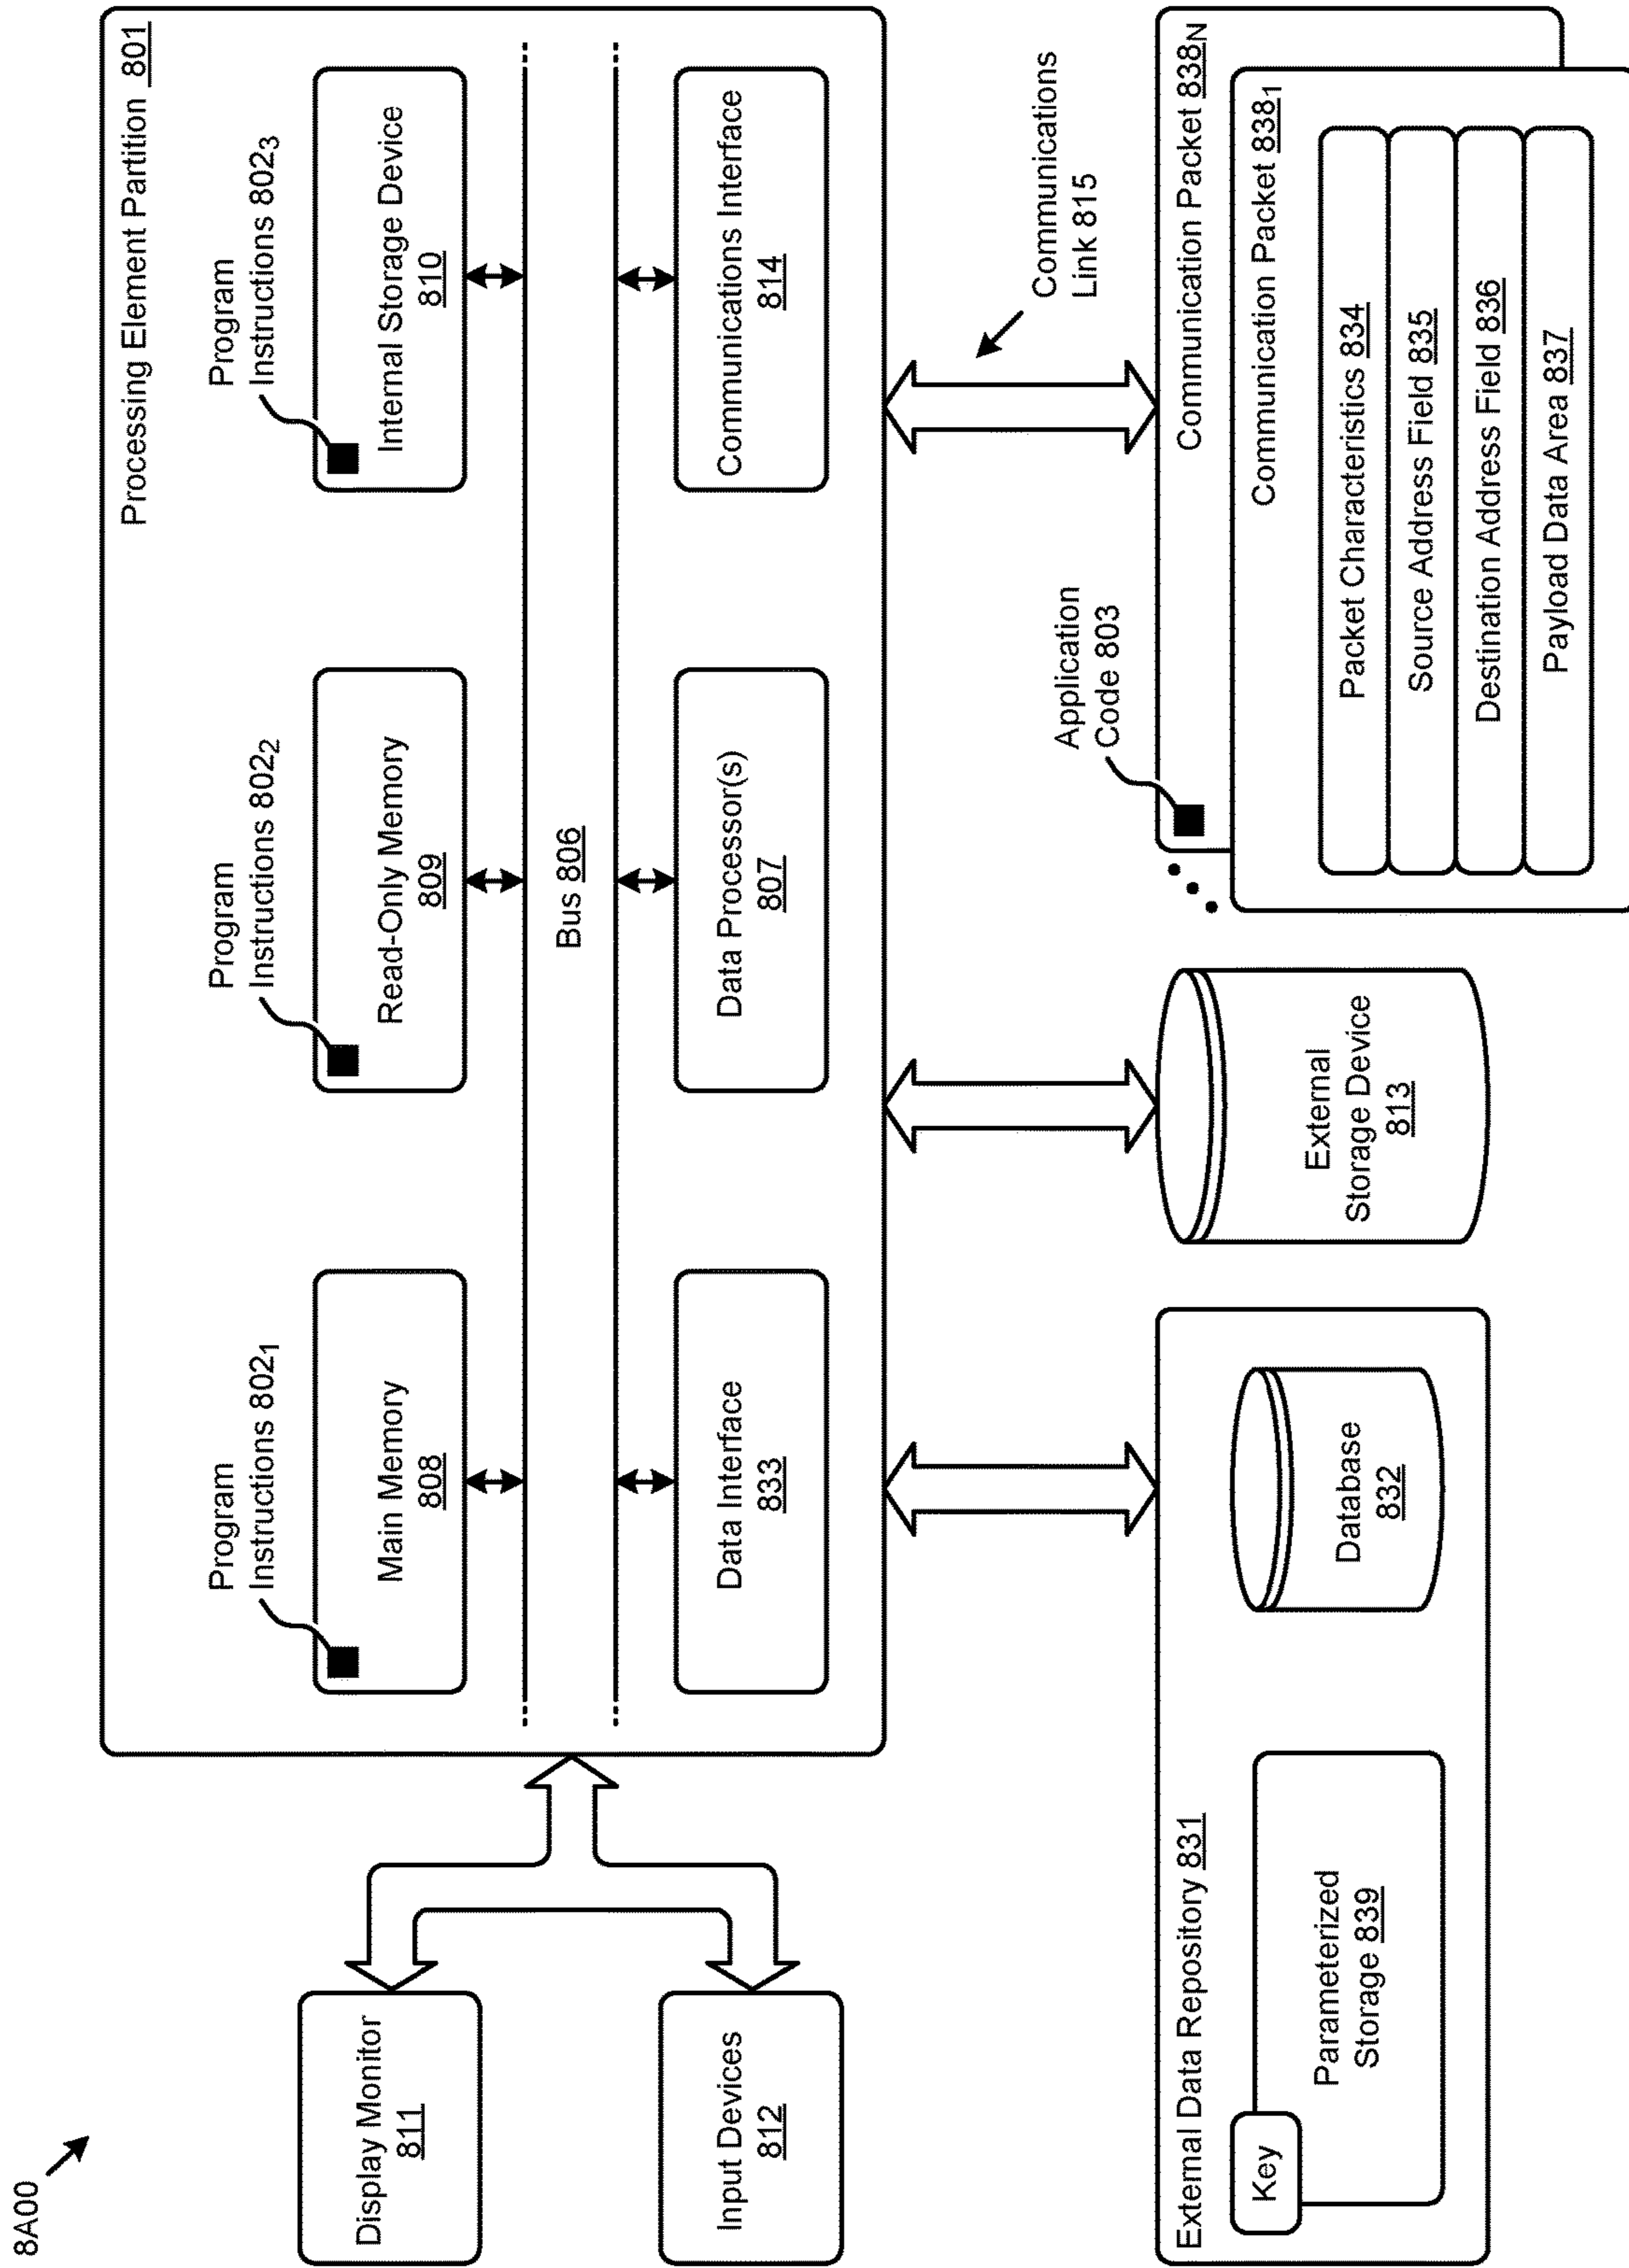 8A00
Processing Element Partition 801
Program
Instructions 802₁
Program
Instructions 802₂
Program
Instructions 802₃
Main Memory
808
Read-Only Memory
809
Internal Storage Device
810
Display Monitor
811
Bus 806
Input Devices
812
Data Interface
833
Data Processor(s)
807
Communications Interface
814
Communications
Link 815
Application
Code 803
External Data Repository 831
Key
Parameterized
Storage 839
Database
832
External
Storage Device
813
Communication Packet 838N
Communication Packet 838₁
Packet Characteristics 834
Source Address Field 835
Destination Address Field 836
Payload Data Area 837